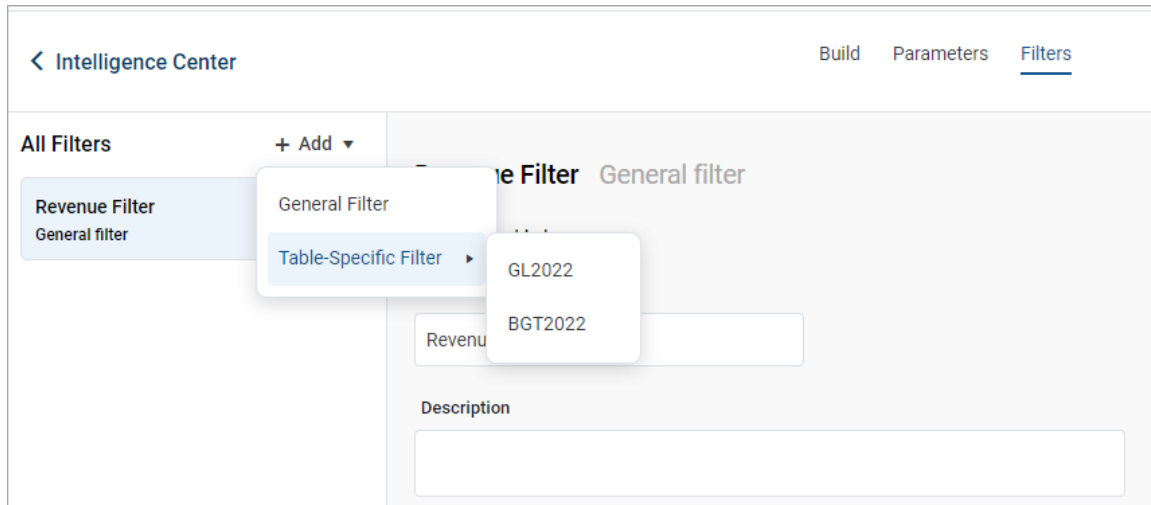 Intelligence Center
Build Parameters Filters
All Filters
+ Add
Filter General filter
Revenue Filter
General filter
General Filter
Table-Specific Filter
GL2022
BGT2022
Description